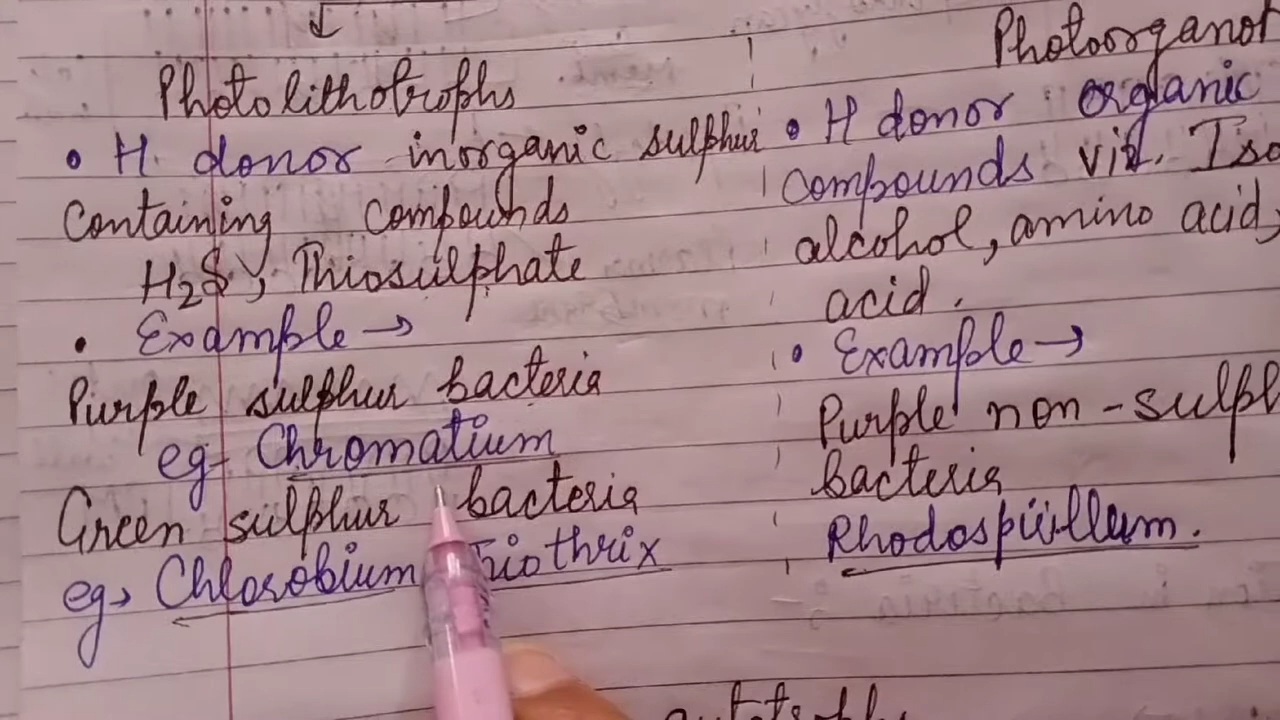 Photolithotrophs
• H donor inorganic sulphur
Containing compounds
H2S, Thiosulphate
• Example →
Purple sulphur bacteria
eg- Chromatium
Green sulphur bacteria
eg→ Chlorobium
Photoorganot
• H donor : organic
compounds viz. Iso
alcohol, amino acid,
acid.
• Example →
Purple non-sulph
bacteria
Rhodospirillum.